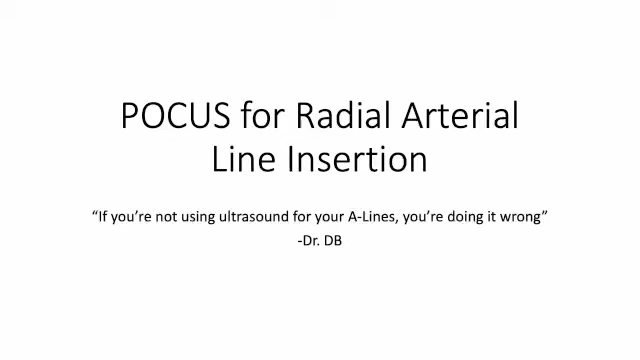 POCUS for Radial Arterial
Line Insertion
“If you’re not using ultrasound for your A-Lines, you’re doing it wrong”
-Dr. DB